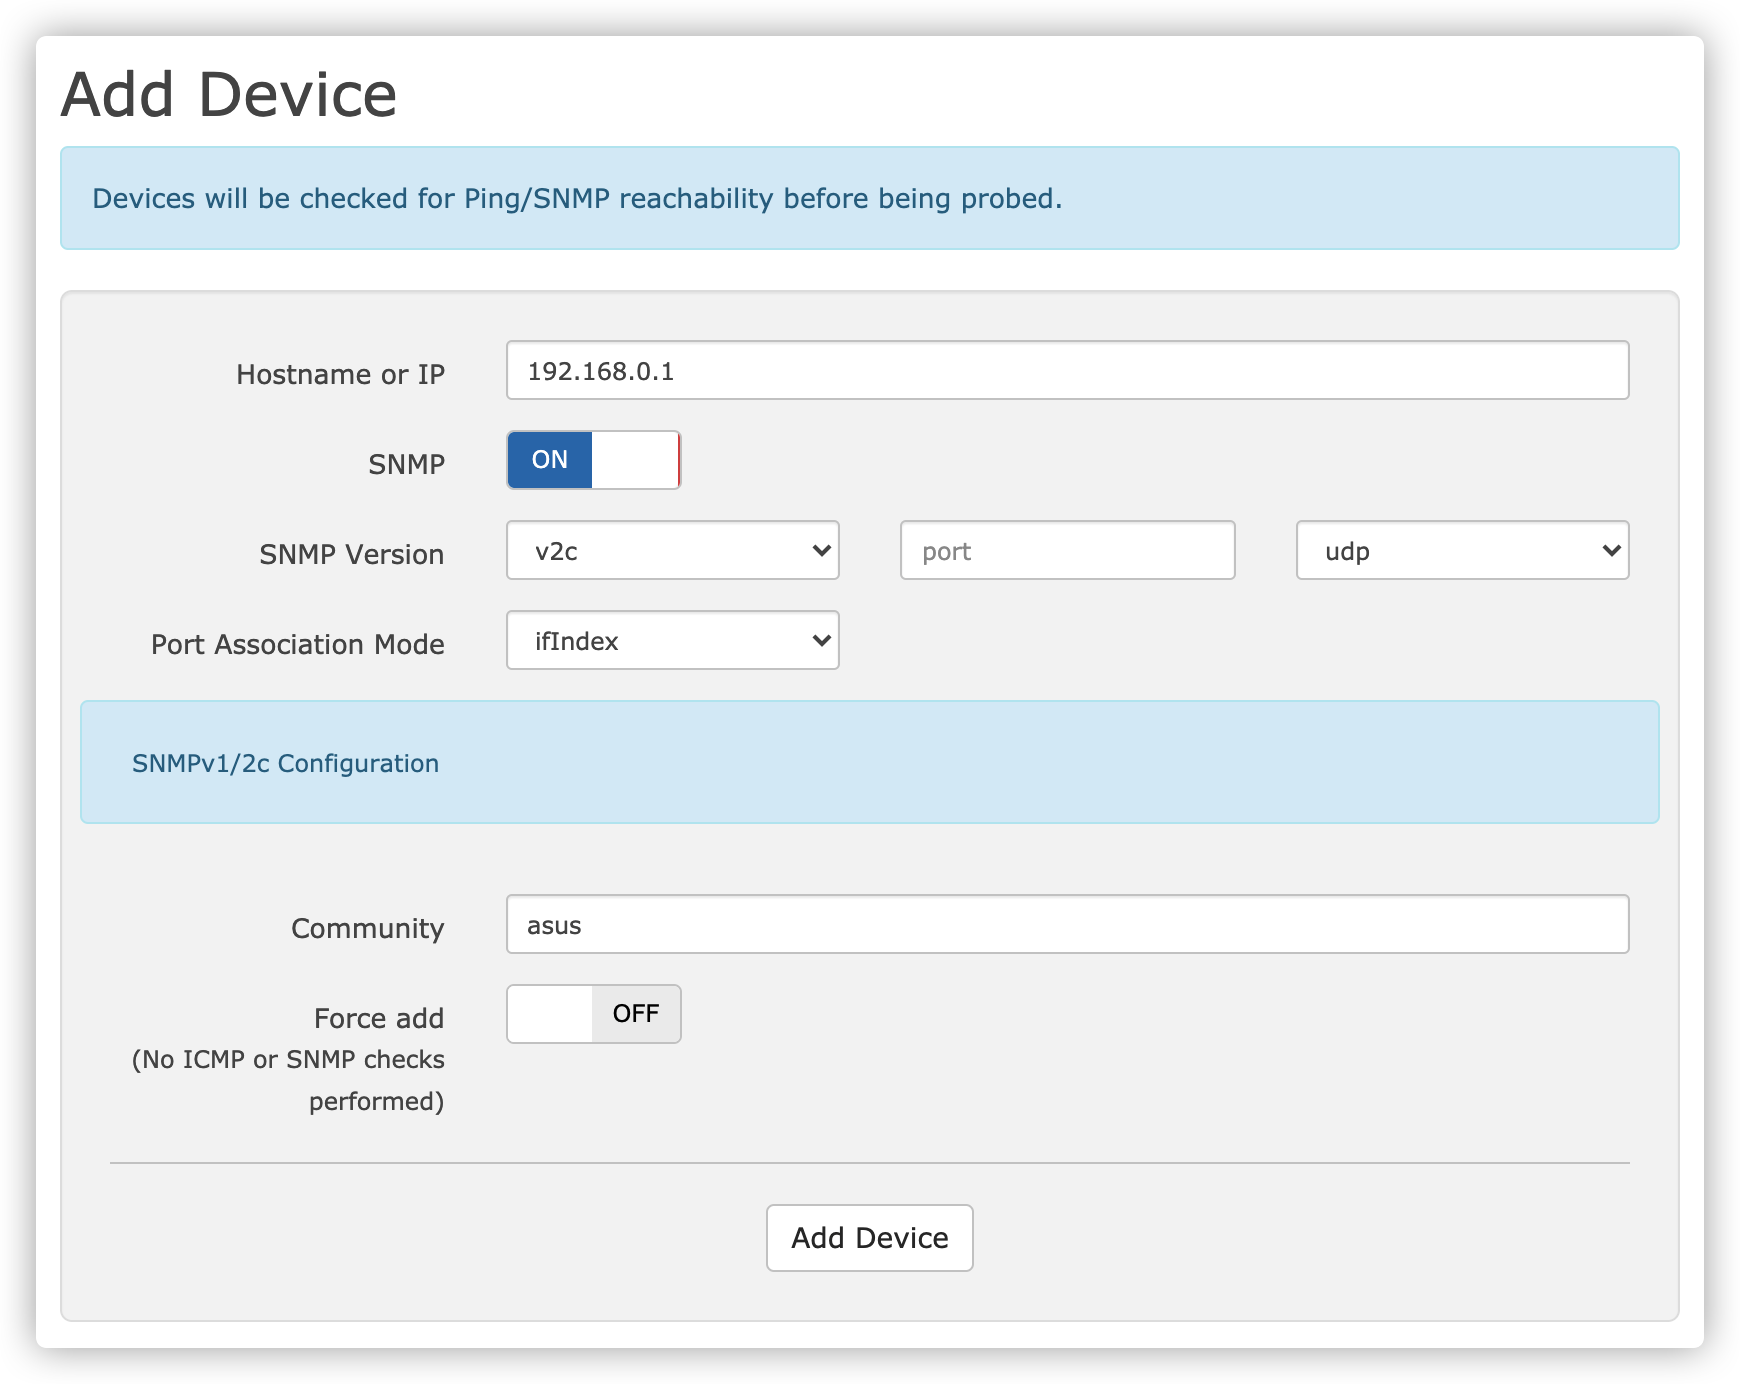 Add Device
Devices will be checked for Ping/SNMP reachability before being probed.
Hostname or IP 192.168.0.1
SNMP ON
SNMP Version v2c port udp
Port Association Mode ifIndex
SNMPv1/2c Configuration
Community asus
Force add OFF
(No ICMP or SNMP checks
performed)
Add Device